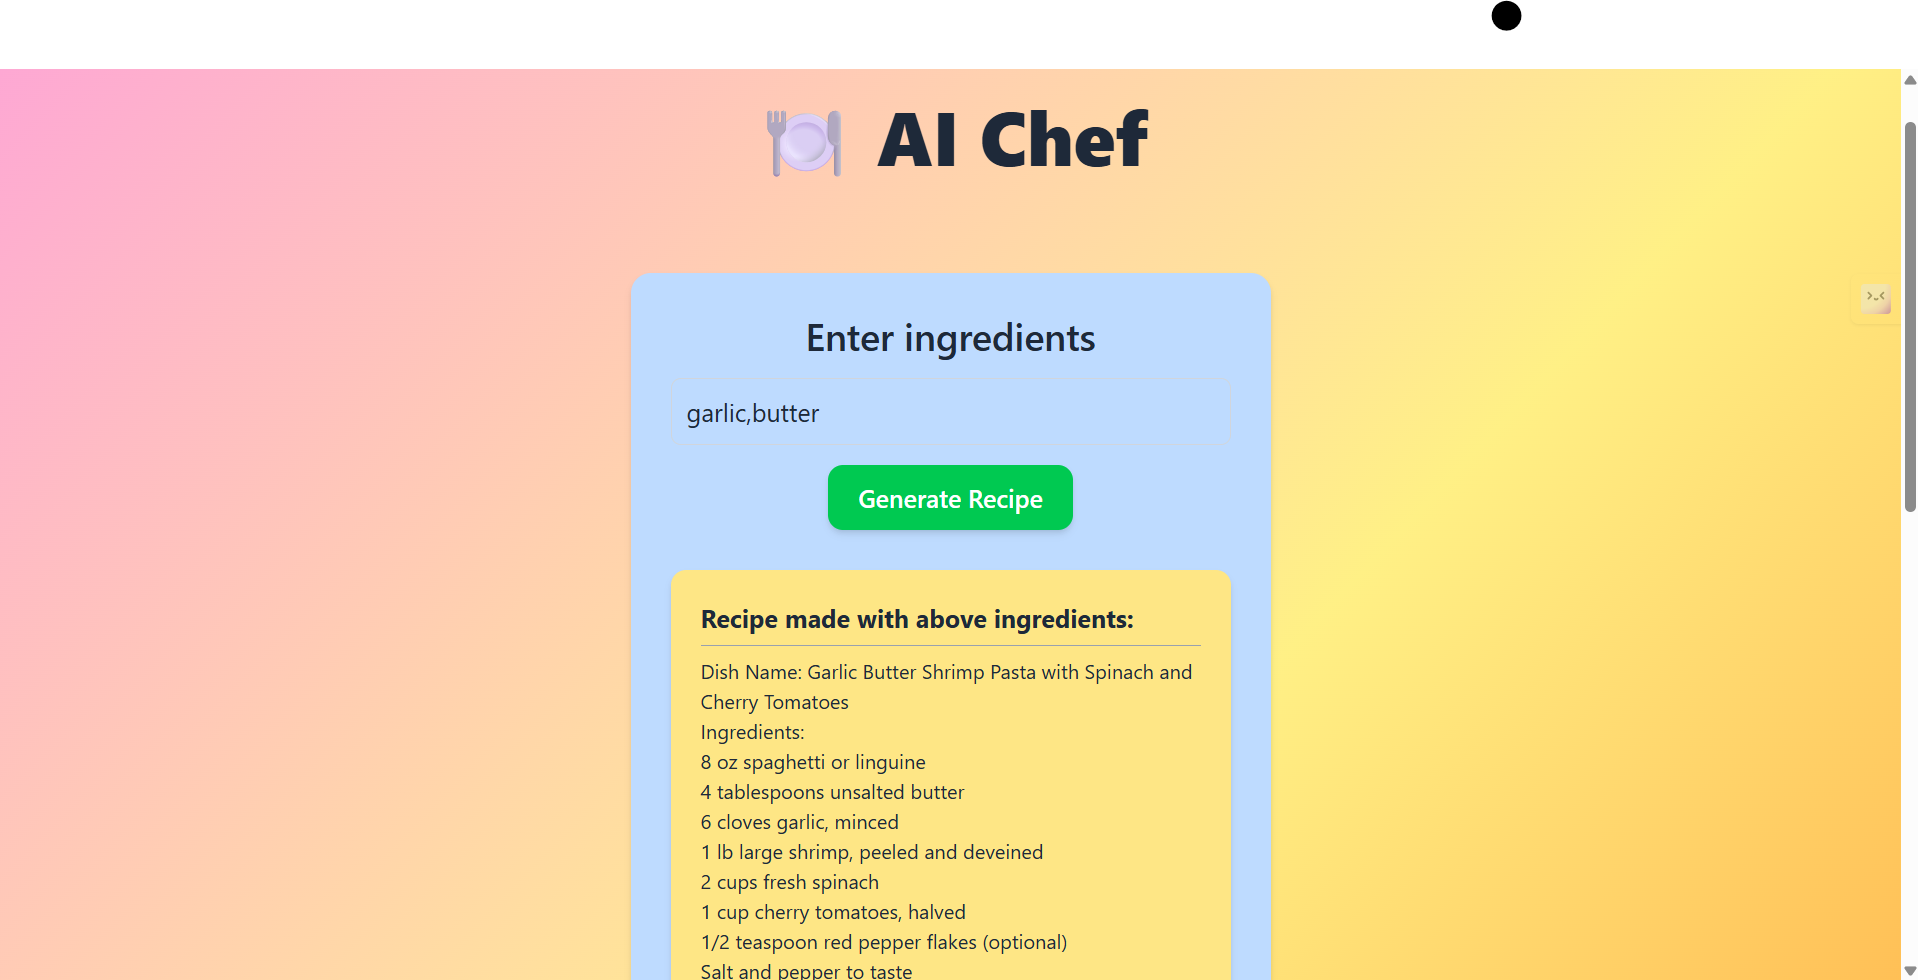 AI Chef
Enter ingredients
garlic,butter
Generate Recipe
Recipe made with above ingredients:
Dish Name: Garlic Butter Shrimp Pasta with Spinach and
Cherry Tomatoes
Ingredients:
8 oz spaghetti or linguine
4 tablespoons unsalted butter
6 cloves garlic, minced
1 lb large shrimp, peeled and deveined
2 cups fresh spinach
1 cup cherry tomatoes, halved
1/2 teaspoon red pepper flakes (optional)
Salt and pepper to taste